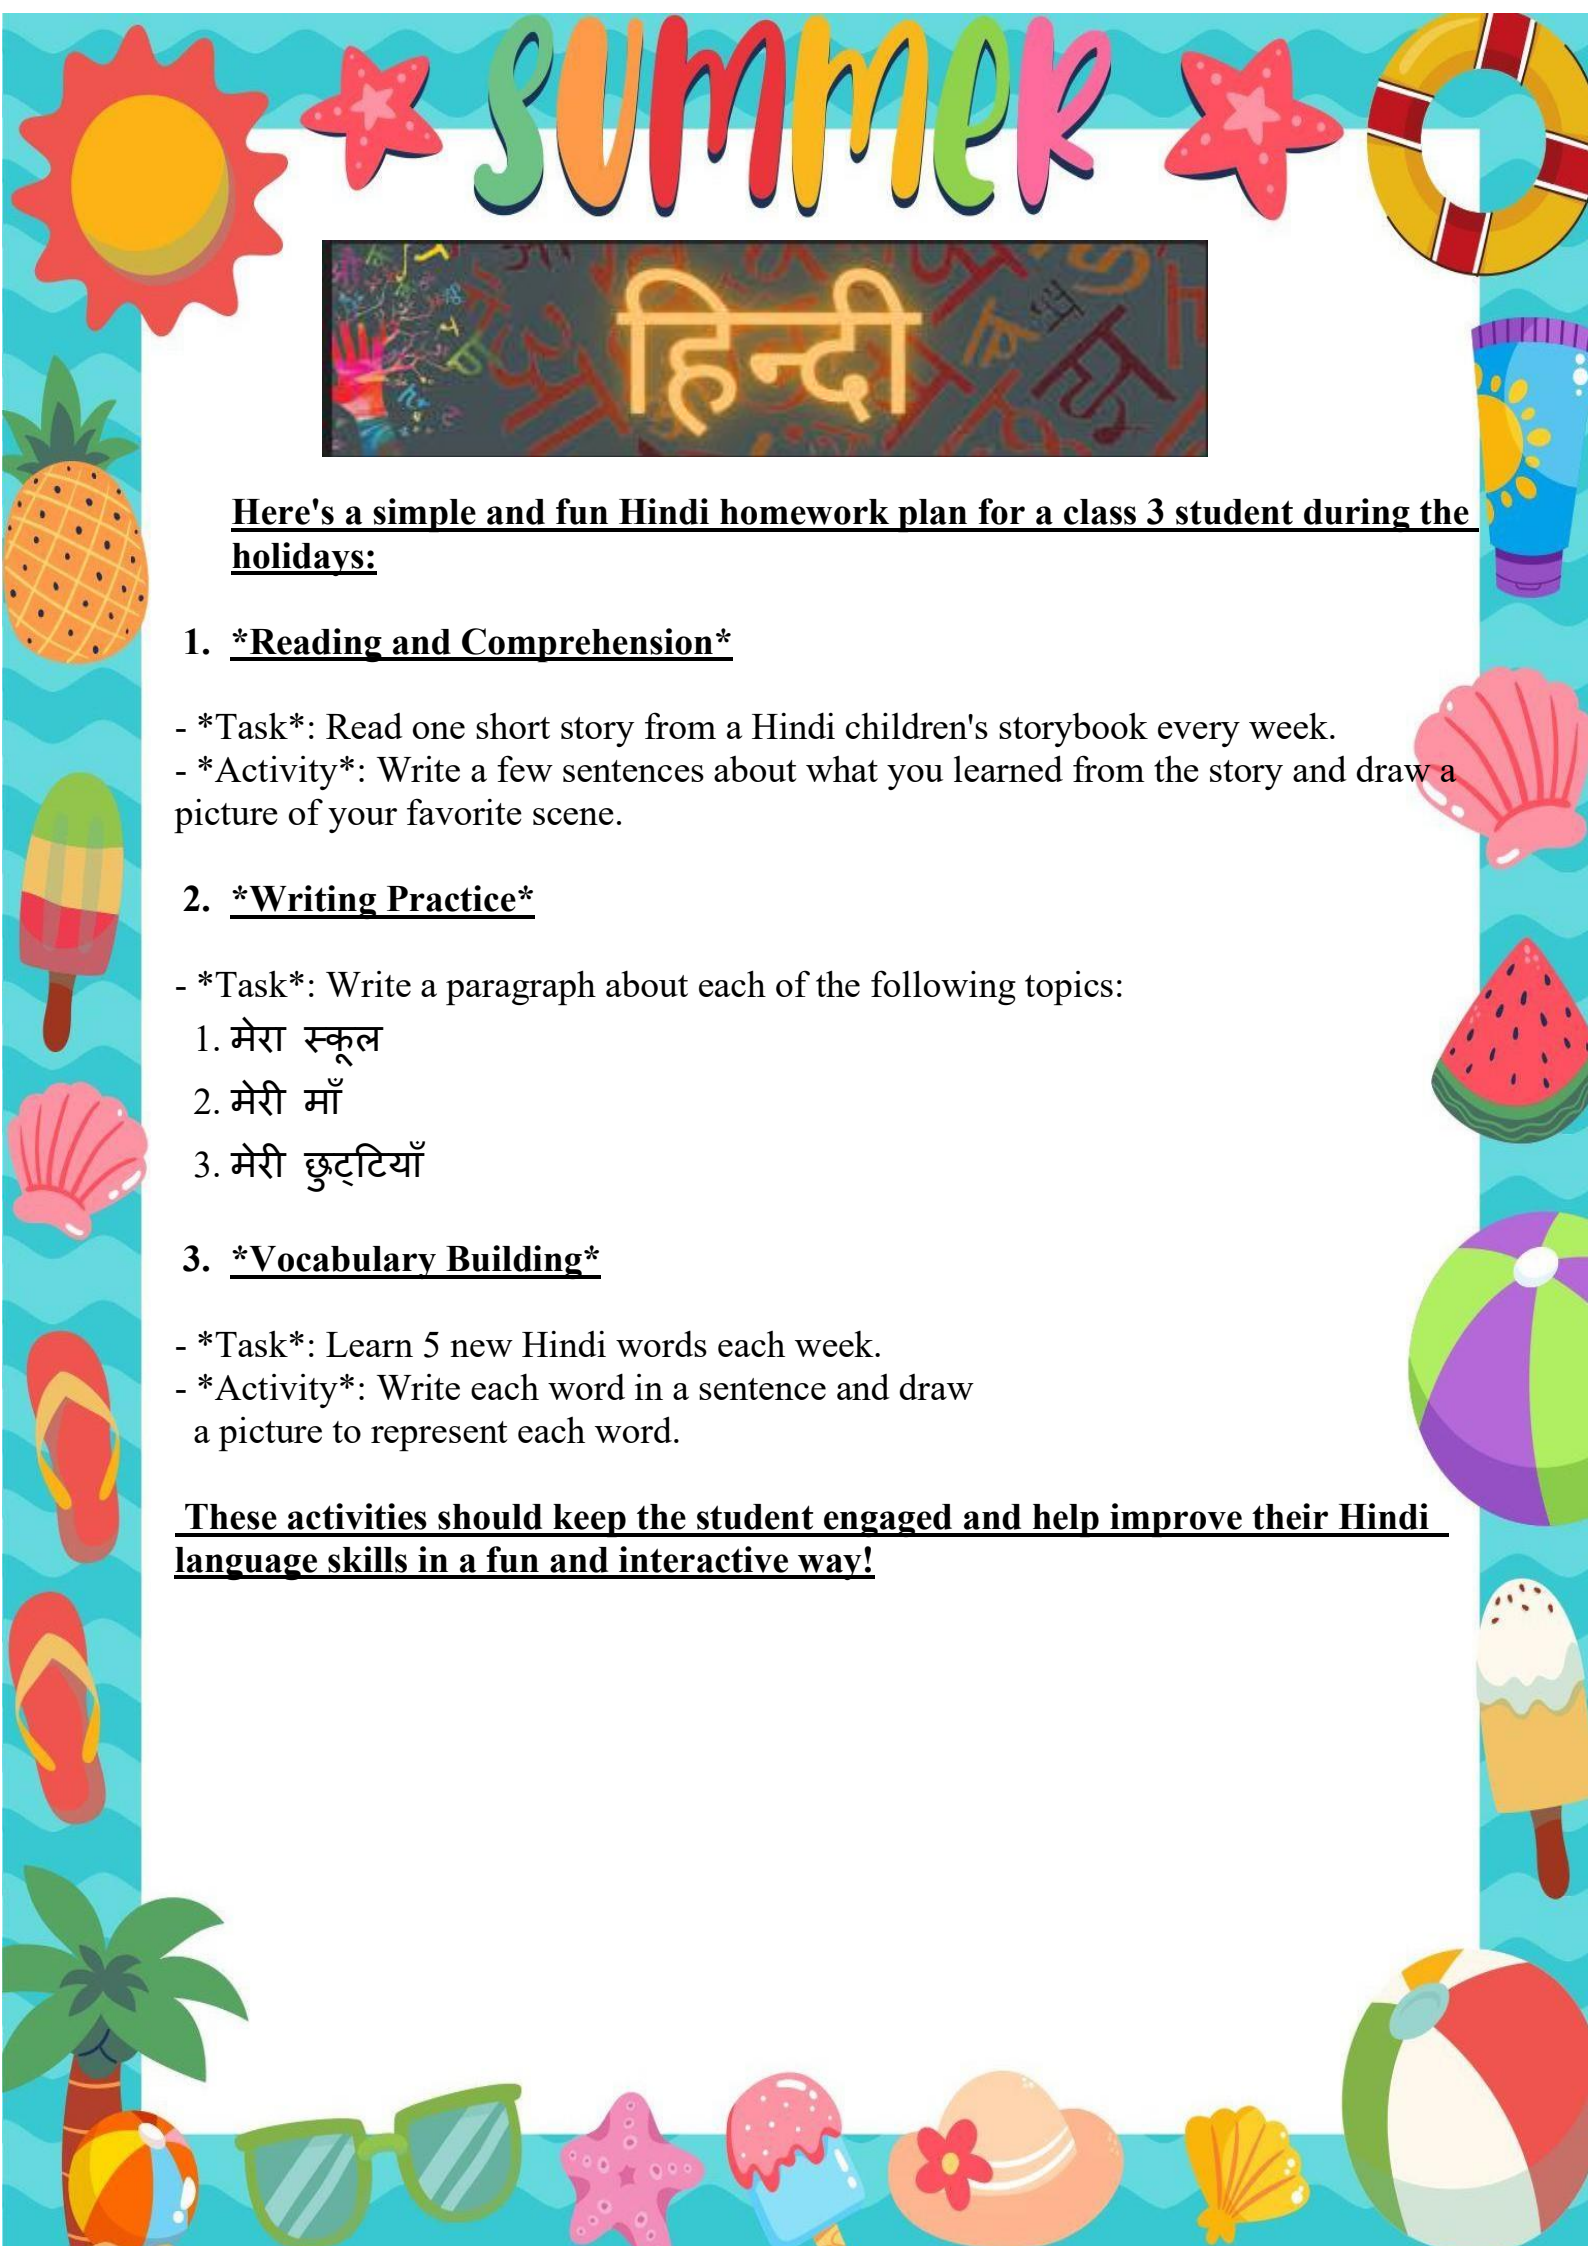 SUMMER
हिन्दी
Here's a simple and fun Hindi homework plan for a class 3 student during the
holidays:
1. *Reading and Comprehension*
- *Task*: Read one short story from a Hindi children's storybook every week.
- *Activity*: Write a few sentences about what you learned from the story and draw a
picture of your favorite scene.
2. *Writing Practice*
- *Task*: Write a paragraph about each of the following topics:
1. मेरा स्कूल
2. मेरी माँ
3. मेरी छुट्टियाँ
3. *Vocabulary Building*
- *Task*: Learn 5 new Hindi words each week.
- *Activity*: Write each word in a sentence and draw
a picture to represent each word.
These activities should keep the student engaged and help improve their Hindi
language skills in a fun and interactive way!